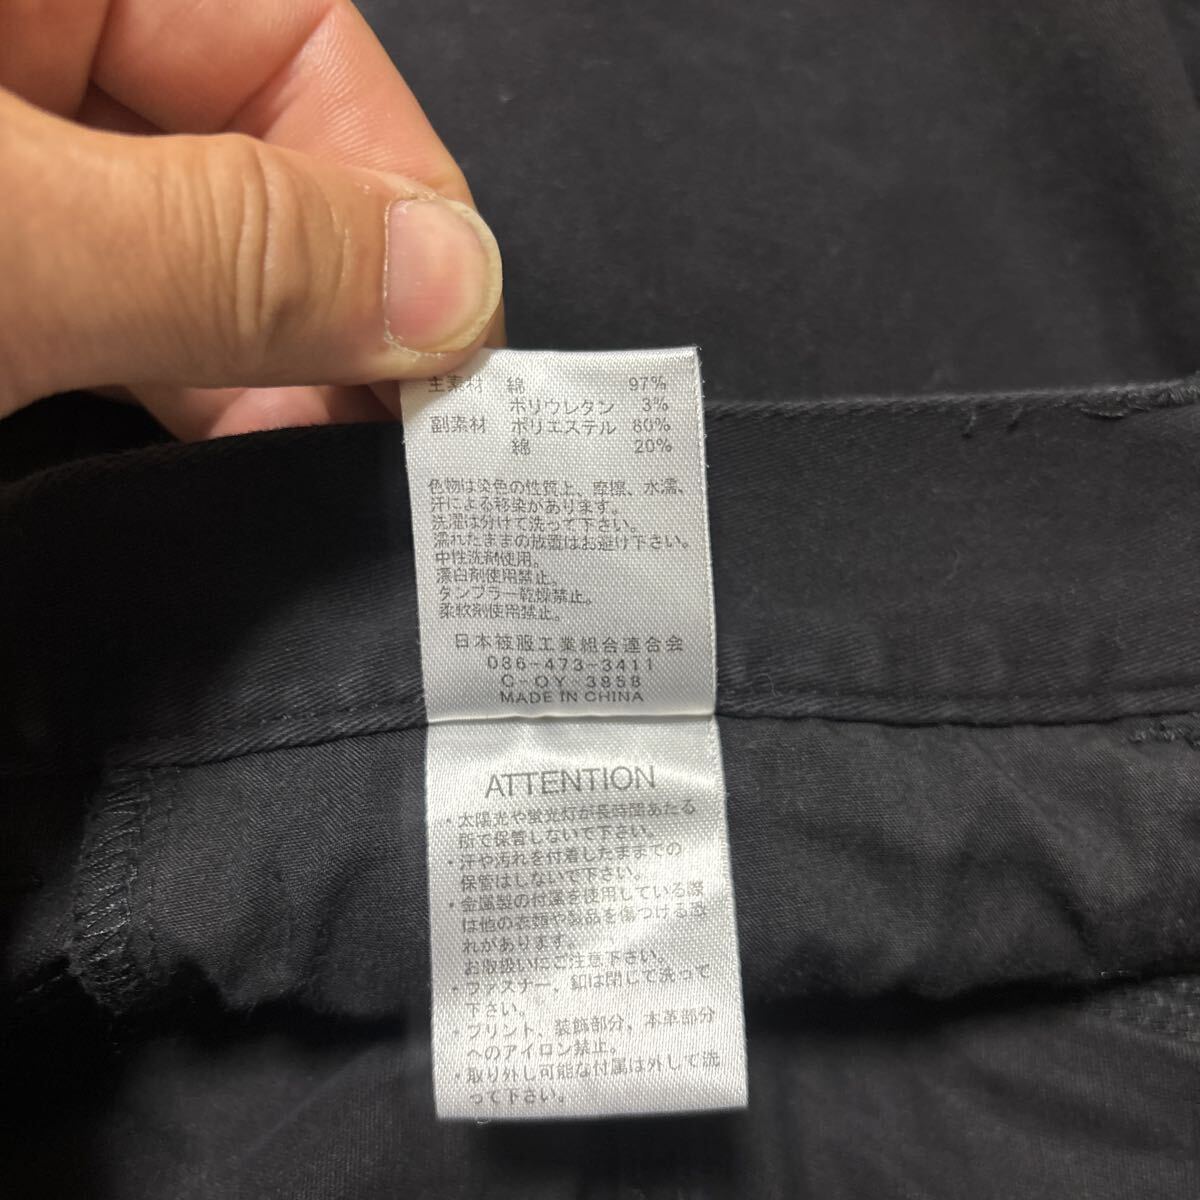 主素材 綿 97%
ポリウレタン 3%
副素材 ポリエステル 80%
綿 20%
色物は染色の性質上、摩擦、水濡、
汗による移染があります。
洗濯は分けて洗って下さい。
濡れたままの放置はお避け下さい。
中性洗剤使用。
漂白剤使用禁止。
タンブラー乾燥禁止。
柔軟剤使用禁止。
日本被服工業組合連合会
086-473-3411
C-OY-3858
MADE IN CHINA
ATTENTION
・太陽光や蛍光灯が長時間あたる
所で保管しないで下さい。
・汗や汚れを付着したままでの
保管はしないで下さい。
・金属製の付属を使用している際
は他の衣類や製品を傷つける恐
れがあります。
お取扱いにご注意下さい。
・ファスナー、釦は閉じて洗って
下さい。
・プリント、装飾部分、本革部分
へのアイロン禁止。
・取り外し可能な付属は外して洗
って下さい。